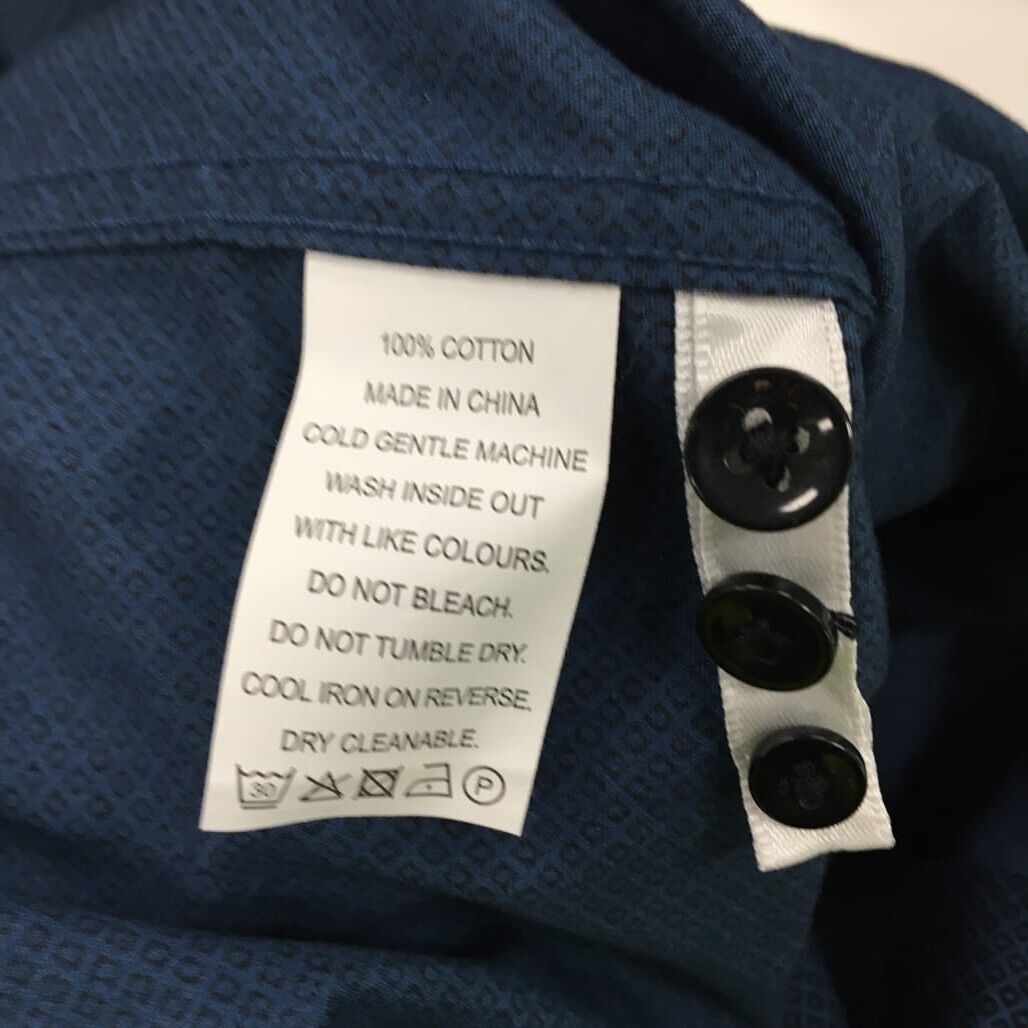 100% COTTON
MADE IN CHINA
COLD GENTLE MACHINE
WASH INSIDE OUT
WITH LIKE COLOURS.
DO NOT BLEACH.
DO NOT TUMBLE DRY.
COOL IRON ON REVERSE.
DRY CLEANABLE.
30 P